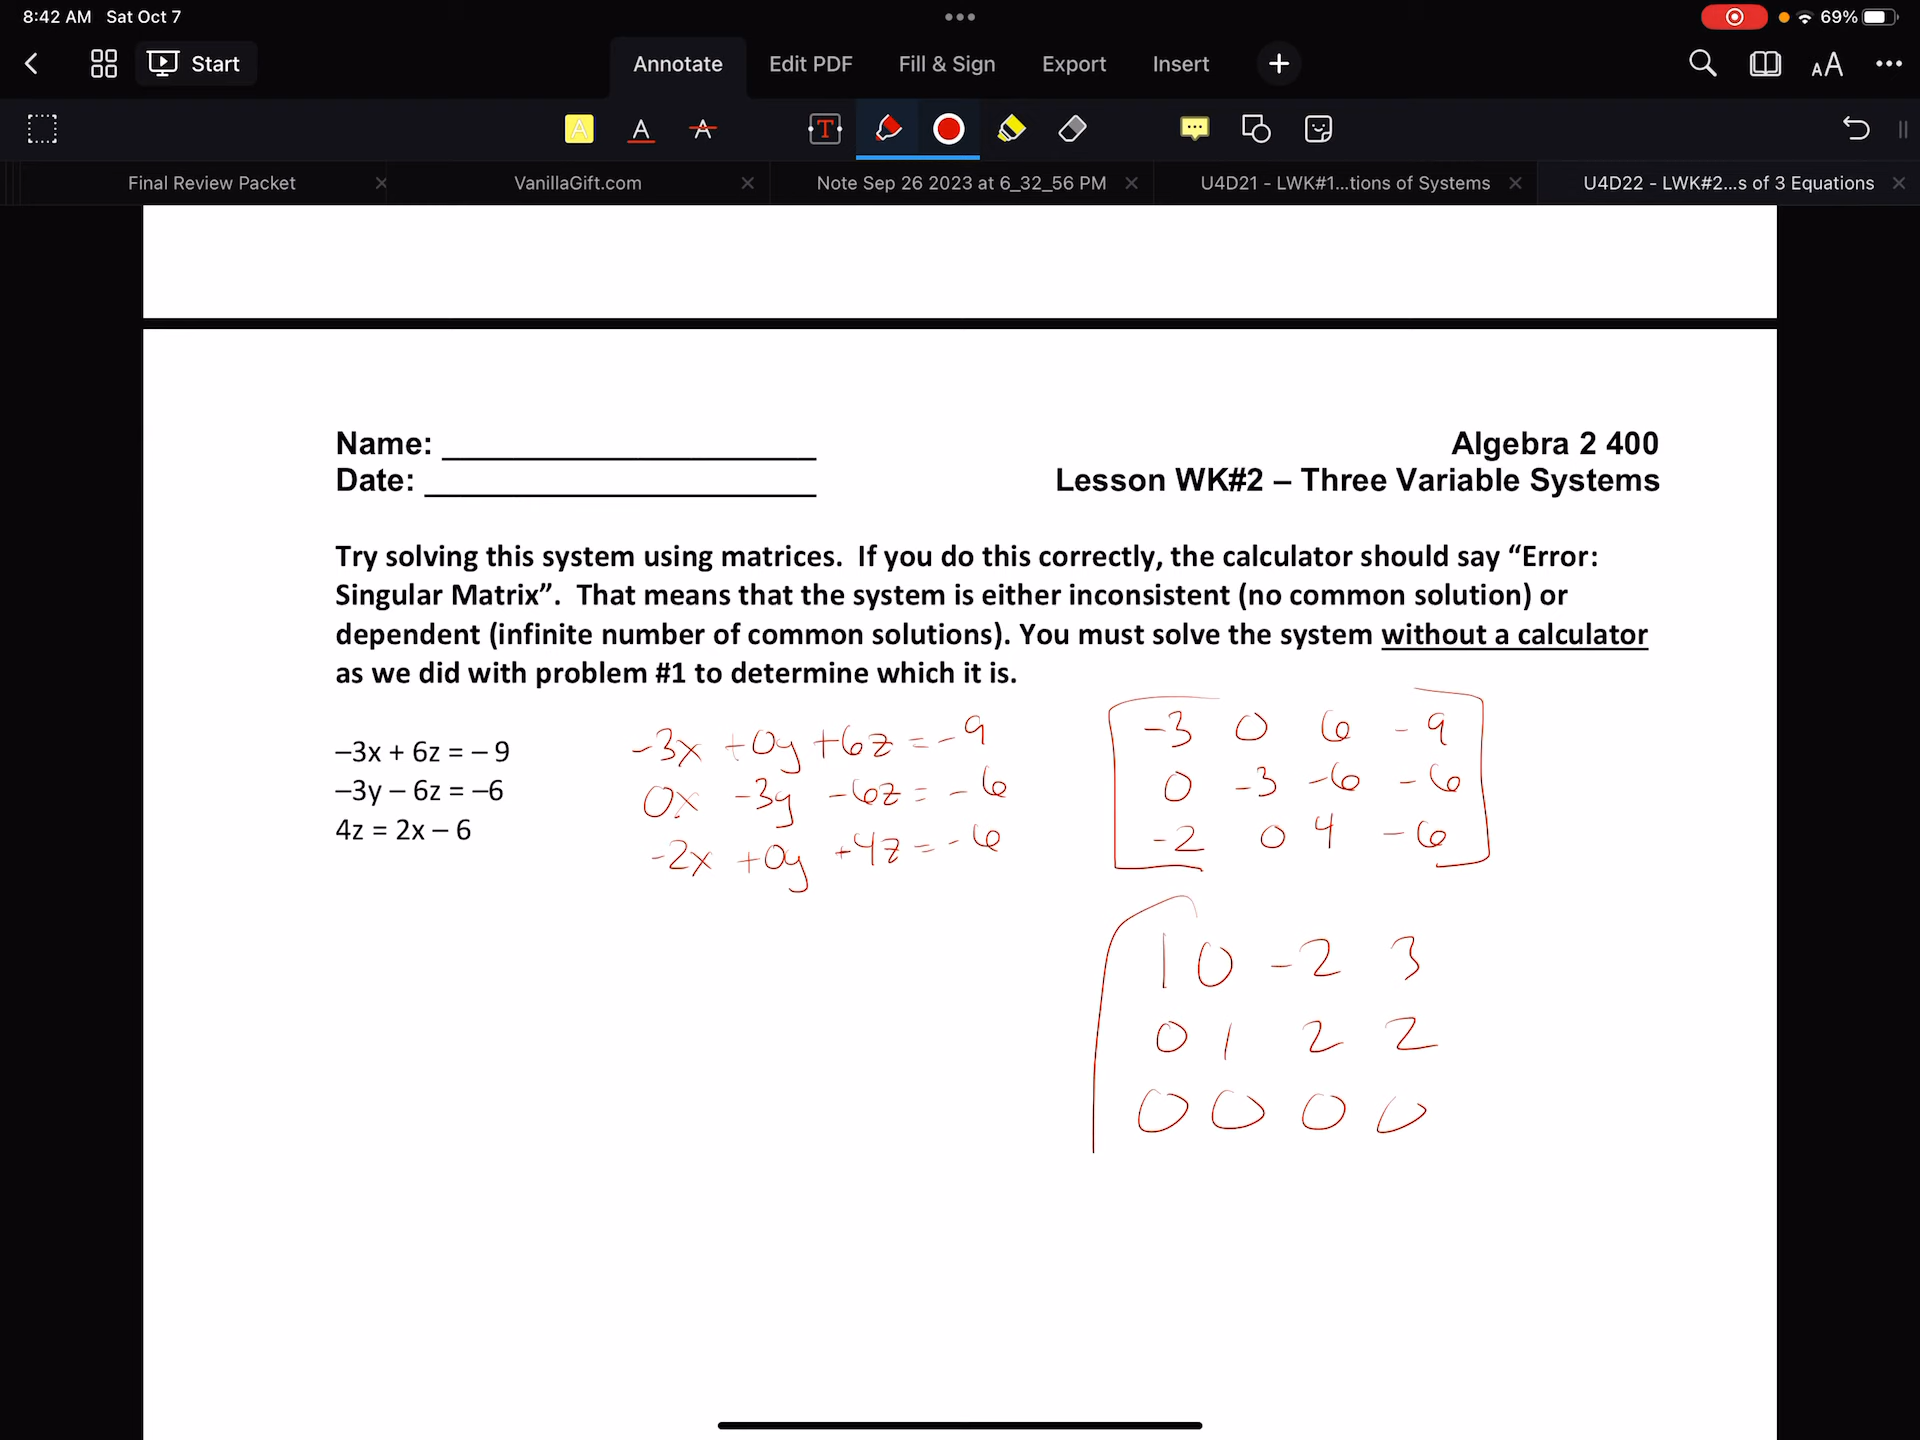 8:42 AM Sat Oct 7
69%
Start
Annotate Edit PDF Fill & Sign Export Insert
AA
A A A T
Final Review Packet VanillaGift.com Note Sep 26 2023 at 6_32_56 PM U4D21 - LWK#1...tions of Systems U4D22 - LWK#2...s of 3 Equations
Name: ____________________ Algebra 2 400
Date: ____________________ Lesson WK#2 – Three Variable Systems
Try solving this system using matrices. If you do this correctly, the calculator should say “Error:
Singular Matrix”. That means that the system is either inconsistent (no common solution) or
dependent (infinite number of common solutions). You must solve the system without a calculator
as we did with problem #1 to determine which it is.
–3x + 6z = – 9
–3y – 6z = –6
4z = 2x – 6
-3x +0y +6z = -9
0x -3y -6z = -6
-2x +0y +4z = -6
-3 0 6 -9
0 -3 -6 -6
-2 0 4 -6
1 0 -2 3
0 1 2 2
0 0 0 0